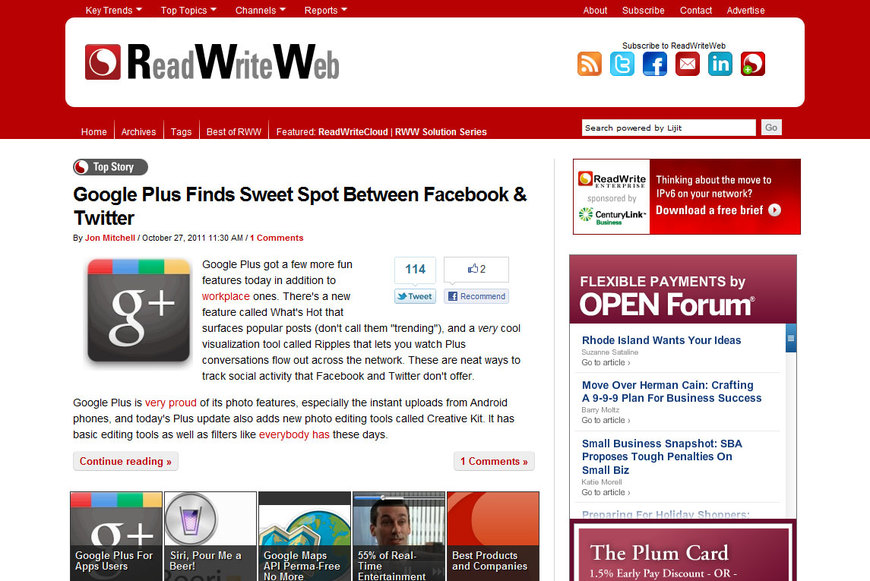 Key Trends Top Topics Channels Reports About Subscribe Contact Advertise
ReadWriteWeb
Subscribe to ReadWriteWeb
Home Archives Tags Best of RWW Featured: ReadWriteCloud | RWW Solution Series
Search powered by Lijit Go
Top Story
Google Plus Finds Sweet Spot Between Facebook &
Twitter
By Jon Mitchell / October 27, 2011 11:30 AM / 1 Comments
g+
Google Plus got a few more fun
features today in addition to
workplace ones. There's a new
feature called What's Hot that
surfaces popular posts (don't call them "trending"), and a very cool
visualization tool called Ripples that lets you watch Plus
conversations flow out across the network. These are neat ways to
track social activity that Facebook and Twitter don't offer.
114
Tweet
2
Recommend
Google Plus is very proud of its photo features, especially the instant uploads from Android
phones, and today's Plus update also adds new photo editing tools called Creative Kit. It has
basic editing tools as well as filters like everybody has these days.
Continue reading »
1 Comments »
g+
Google Plus For
Apps Users
Siri, Pour Me a
Beer!
Google Maps
API Perma-Free
No More
55% of Real-
Time
Entertainment
Best Products
and Companies
ReadWrite
ENTERPRISE
sponsored by
CenturyLink
Business
Thinking about the move to
IPv6 on your network?
Download a free brief
FLEXIBLE PAYMENTS by
OPEN Forum®
Rhode Island Wants Your Ideas
Suzanne Sataline
Go to article ›
Move Over Herman Cain: Crafting
A 9-9-9 Plan For Business Success
Barry Moltz
Go to article ›
Small Business Snapshot: SBA
Proposes Tough Penalties On
Small Biz
Katie Morell
Go to article ›
Preparing For Holiday Shoppers:
The Plum Card
1.5% Early Pay Discount - OR -